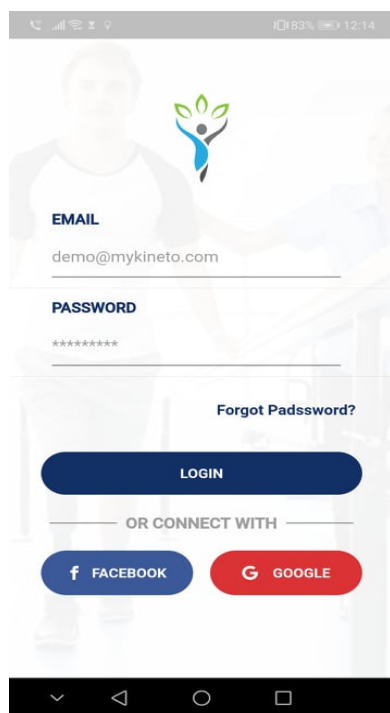 83% 12:14
EMAIL
demo@mykineto.com
PASSWORD
*********
Forgot Padssword?
LOGIN
OR CONNECT WITH
f FACEBOOK G GOOGLE